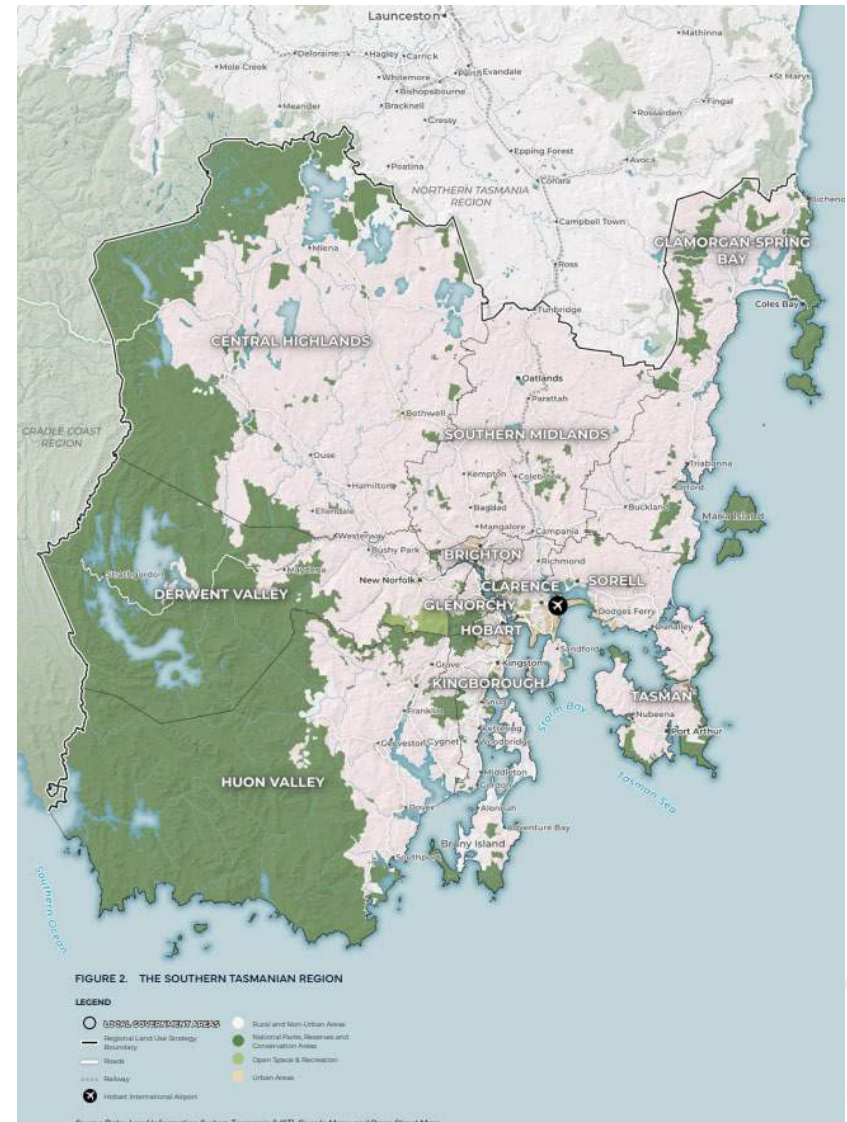 Launceston
Mathinna
Deloraine
Hagley
Carrick
Mole Creek
Perth
Evandale
Whitemore
St Marys
Bishopsbourne
Meander
Bracknell
Fingal
Rossarden
Cressy
Epping Forest
Avoca
Poatina
Conara
NORTHERN TASMANIA
REGION
Bicheno
Campbell Town
GLAMORGAN-SPRING
BAY
Miena
Ross
Coles Bay
Tunbridge
CENTRAL HIGHLANDS
Oatlands
Parattah
Bothwell
CRADLE COAST
REGION
SOUTHERN MIDLANDS
Ouse
Triabunna
Kempton
Colebrook
Hamilton
Orford
Bagdad
Buckland
Ellendale
Maria Island
Mangalore
Campania
Westerway
Bushy Park
BRIGHTON
Richmond
Strathgordon
Maydena
New Norfolk
CLARENCE
SORELL
DERWENT VALLEY
GLENORCHY
Dodges Ferry
HOBART
Dunalley
Sandford
Grove
Kingston
KINGBOROUGH
TASMAN
Snug
Franklin
Storm Bay
Nubeena
Kettering
Port Arthur
Geeveston
Cygnet
Woodbridge
HUON VALLEY
Middleton
Tasman Sea
Gordon
Dover
Alonnah
Adventure Bay
Bruny Island
Southport
Southern Ocean
FIGURE 2. THE SOUTHERN TASMANIAN REGION
LEGEND
LOCAL GOVERNMENT AREAS
Regional Land Use Strategy
Boundary
Roads
Railway
Hobart International Airport
Rural and Non-Urban Areas
National Parks, Reserves and
Conservation Areas
Open Space & Recreation
Urban Areas